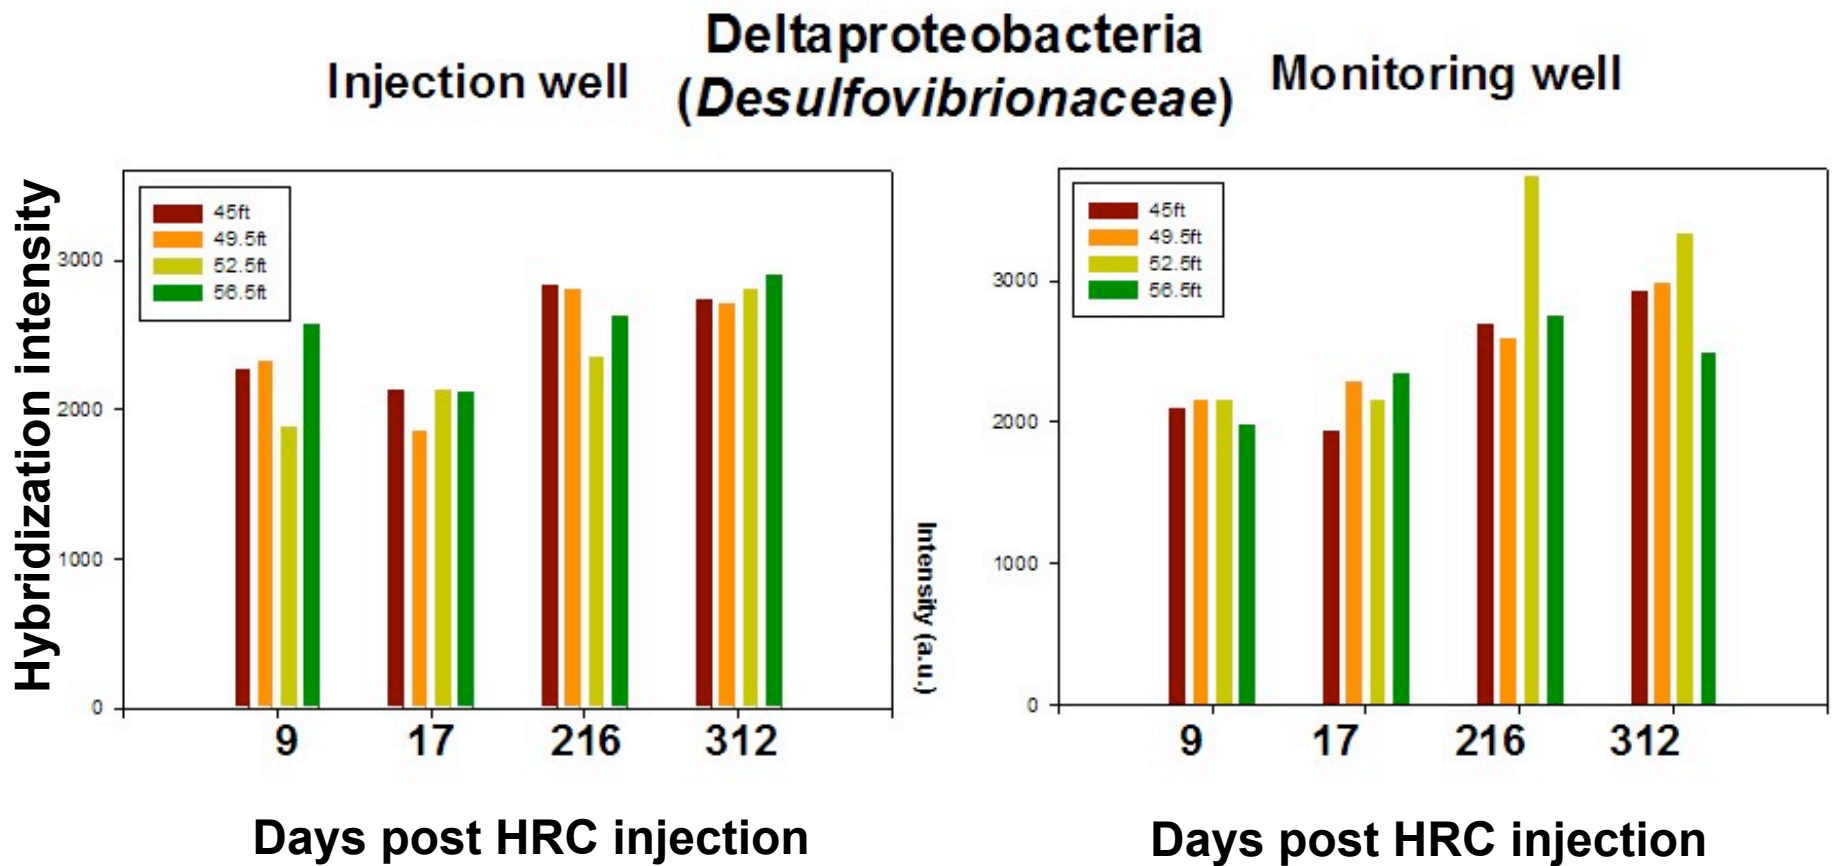 Deltaproteobacteria
(Desulfovibrionaceae)
Injection well
Monitoring well
Hybridization intensity
45ft
49.5ft
52.5ft
56.5ft
3000
2000
1000
0
9 17 216 312
Days post HRC injection
Intensity (a.u.)
45ft
49.5ft
52.5ft
56.5ft
3000
2000
1000
0
9 17 216 312
Days post HRC injection